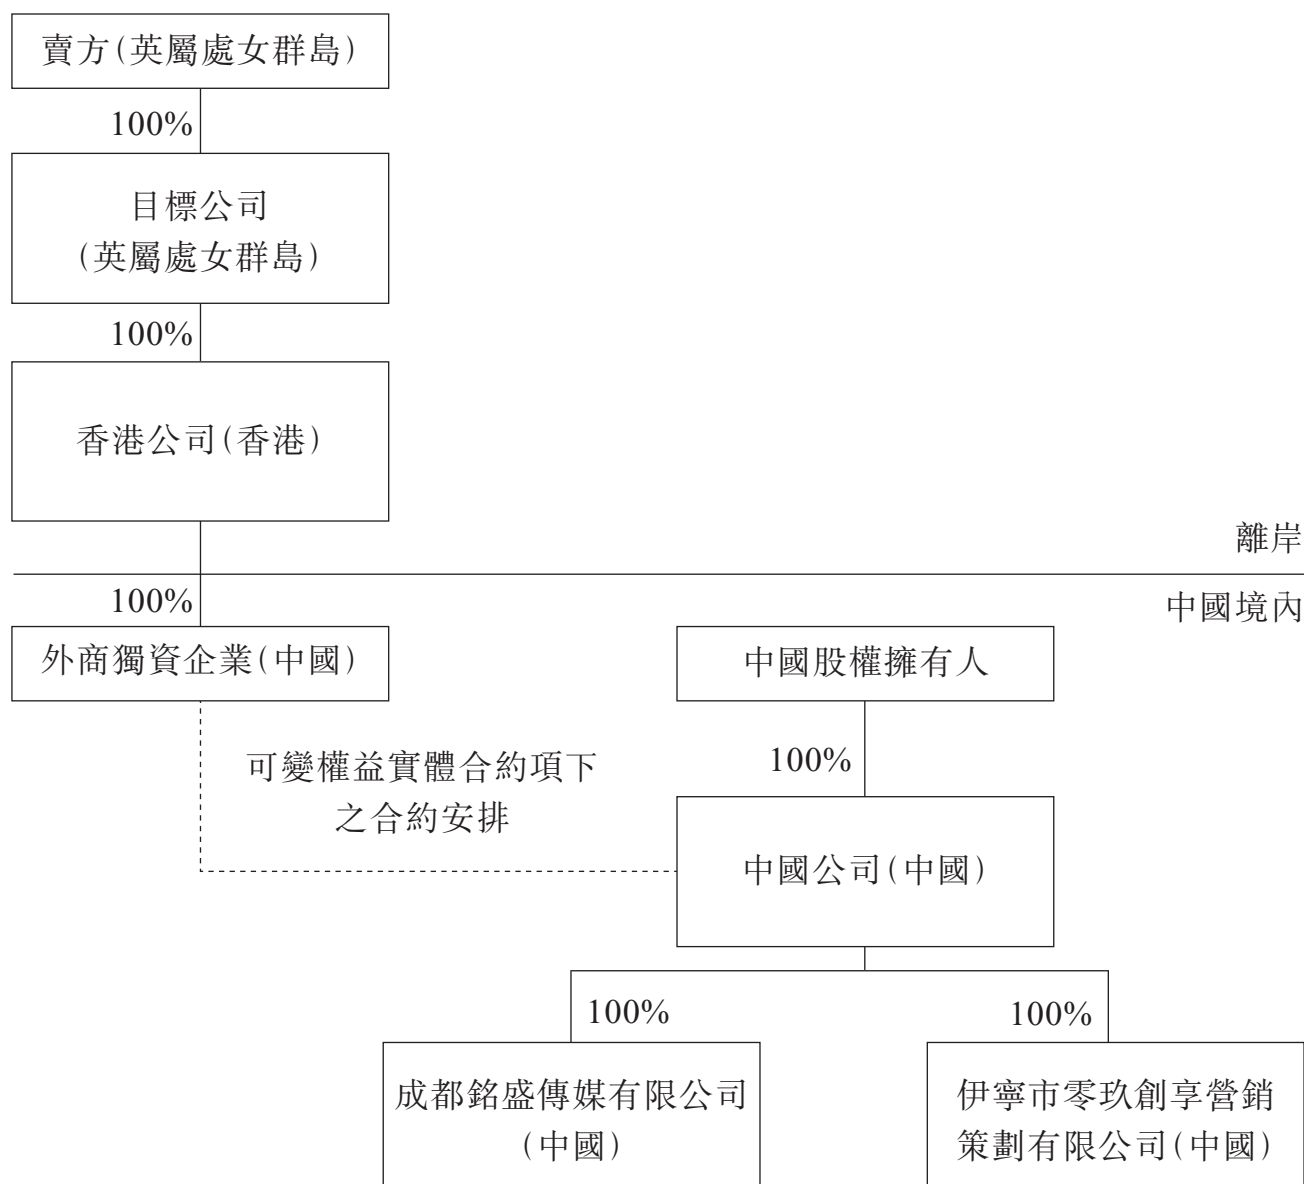 賣方(英屬處女群島)
100%
目標公司
(英屬處女群島)
100%
香港公司(香港)
離岸
100%
中國境內
外商獨資企業(中國)
中國股權擁有人
可變權益實體合約項下
之合約安排
100%
中國公司(中國)
100%
100%
成都銘盛傳媒有限公司
(中國)
伊寧市零玖創享營銷
策劃有限公司(中國)